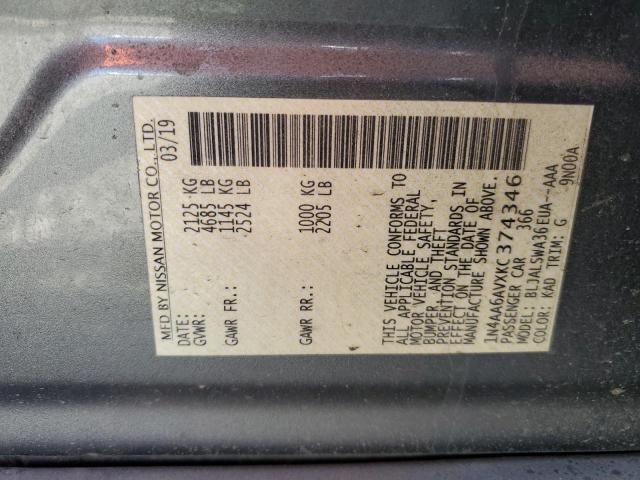 MFD BY NISSAN MOTOR CO., LTD.
DATE: 03/19
GVWR: 2125 KG
4685 LB
GAWR FR: 1145 KG
2524 LB
GAWR RR: 1000 KG
2205 LB
THIS VEHICLE CONFORMS TO
ALL APPLICABLE FEDERAL
MOTOR VEHICLE SAFETY,
BUMPER, AND THEFT
PREVENTION STANDARDS IN
EFFECT ON THE DATE OF
MANUFACTURE SHOWN ABOVE.
1N4AA6AVXKC374346
PASSENGER CAR 366
MODEL: BLJALSWA36EUA--AAA
COLOR: KAD TRIM: G 9N00A